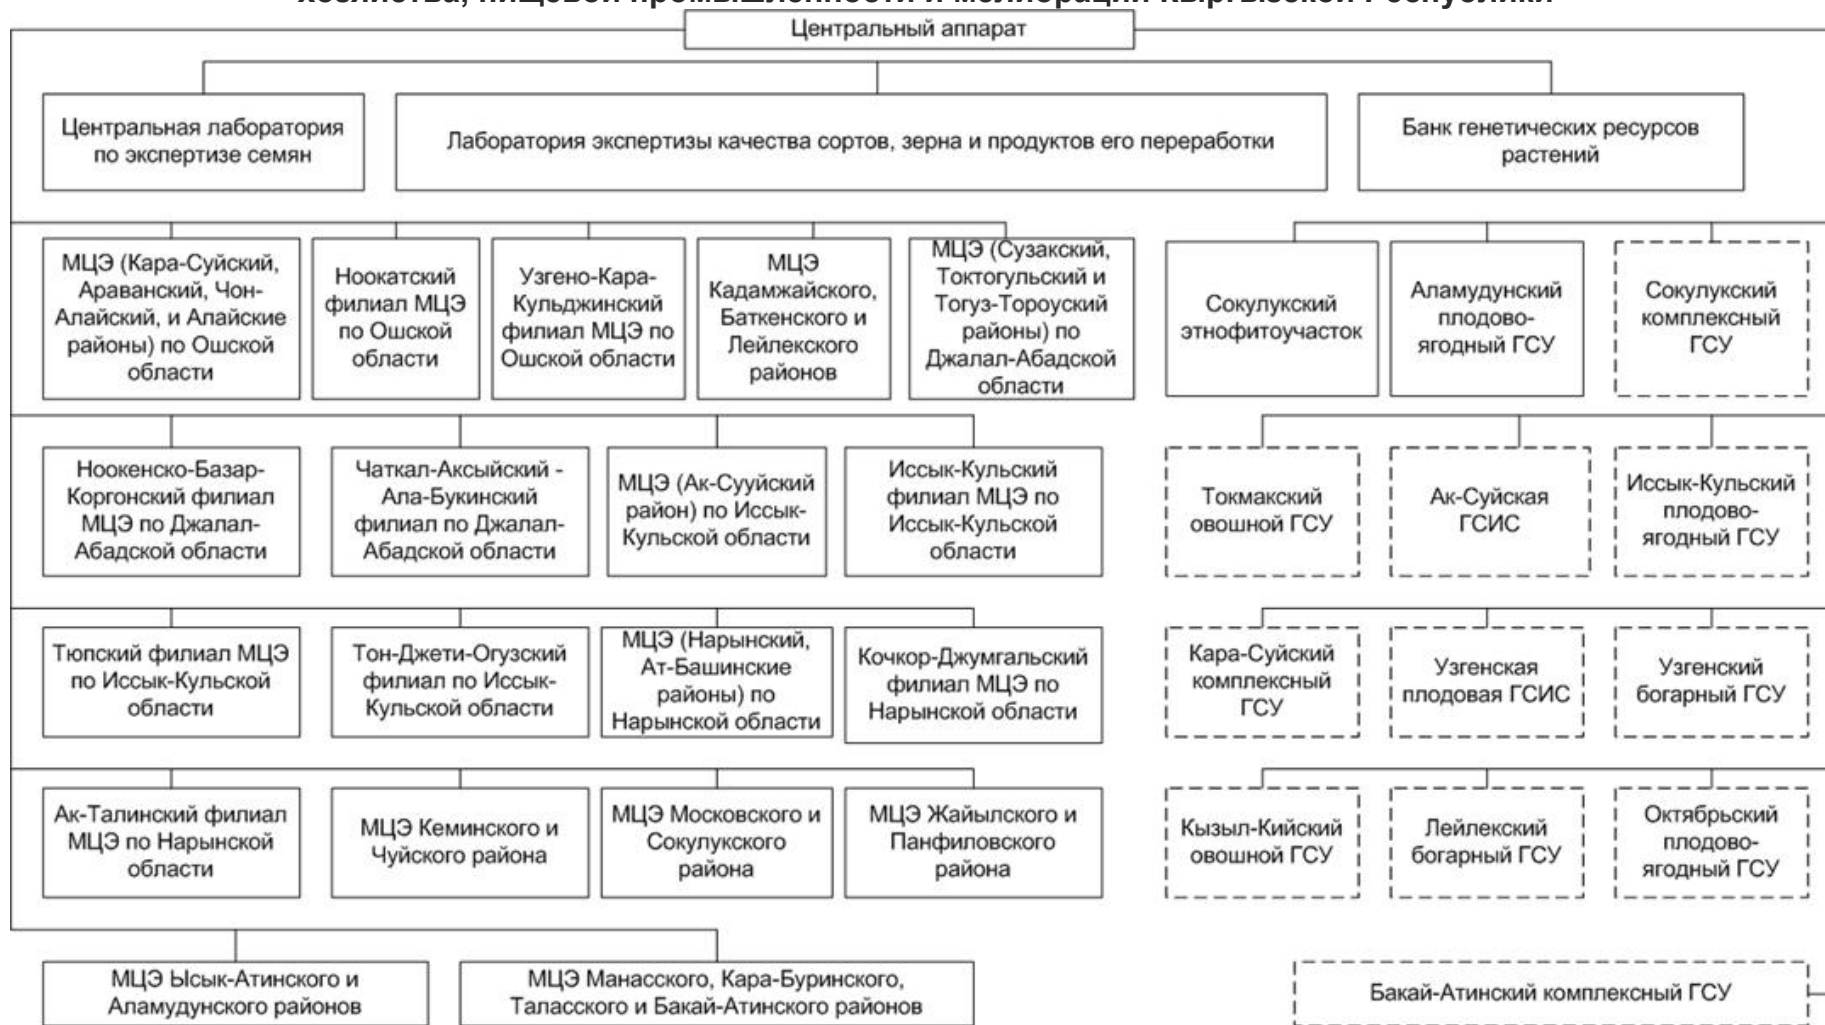 хозяйства, пищевой промышленности и мелиорации Кыргызской Республики
Центральный аппарат
Центральная лаборатория
по экспертизе семян
Лаборатория экспертизы качества сортов, зерна и продуктов его переработки
Банк генетических ресурсов
растений
МЦЭ (Кара-Суйский,
Араванский, Чон-
Алайский, и Алайские
районы) по Ошской
области
Ноокатский
филиал МЦЭ
по Ошской
области
Узгено-Кара-
Кульджинский
филиал МЦЭ по
Ошской области
МЦЭ
Кадамжайского,
Баткенского и
Лейлекского
районов
МЦЭ (Сузакский,
Токтогульский и
Тогуз-Тороуский
районы) по
Джалал-Абадской
области
Сокулукский
этнофитоучасток
Аламудунский
плодово-
ягодный ГСУ
Сокулукский
комплексный
ГСУ
Ноокенско-Базар-
Коргонский филиал
МЦЭ по Джалал-
Абадской области
Чаткал-Аксыйский -
Ала-Букинский
филиал по Джалал-
Абадской области
МЦЭ (Ак-Сууйский
район) по Иссык-
Кульской области
Иссык-Кульский
филиал МЦЭ по
Иссык-Кульской
области
Токмакский
овошной ГСУ
Ак-Суйская
ГСИС
Иссык-Кульский
плодово-
ягодный ГСУ
Тюпский филиал МЦЭ
по Иссык-Кульской
области
Тон-Джети-Огузский
филиал по Иссык-
Кульской области
МЦЭ (Нарынский,
Ат-Башинские
районы) по
Нарынской области
Кочкор-Джумгальский
филиал МЦЭ по
Нарынской области
Кара-Суйский
комплексный
ГСУ
Узгенская
плодовая ГСИС
Узгенский
богарный ГСУ
Ак-Талинский филиал
МЦЭ по Нарынской
области
МЦЭ Кеминского и
Чуйского района
МЦЭ Московского и
Сокулукского
района
МЦЭ Жайылского и
Панфиловского
района
Кызыл-Кийский
овошной ГСУ
Лейлекский
богарный ГСУ
Октябрьский
плодово-
ягодный ГСУ
МЦЭ Ысык-Атинского и
Аламудунского районов
МЦЭ Манасского, Кара-Буринского,
Таласского и Бакай-Атинского районов
Бакай-Атинский комплексный ГСУ